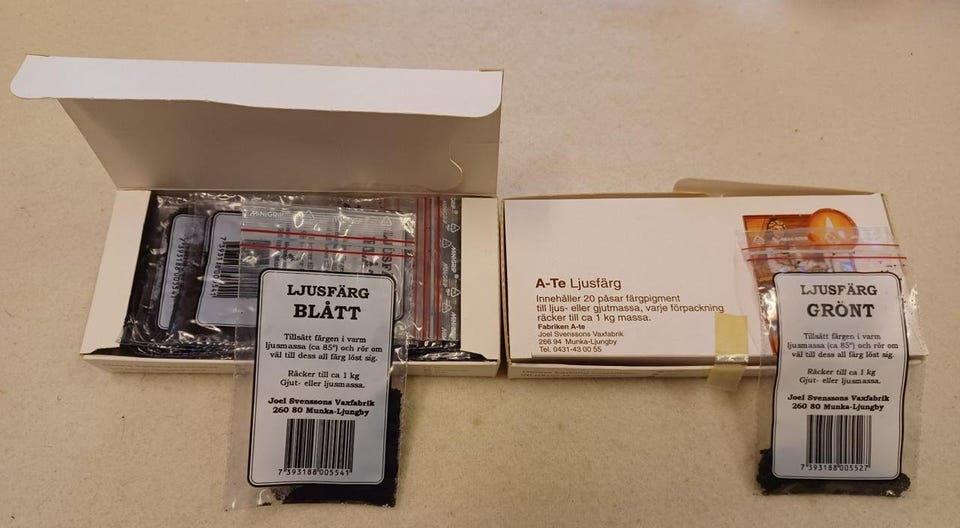 MINIGRIP
MINIGRIP
7393188005541
7393188005541
LJUSFÄRG
BLÅTT
Tillsätt färgen i varm
ljusmassa (ca 85°) och rör om
väl till dess all färg löst sig.
Räcker till ca 1 kg
Gjut- eller ljusmassa.
Joel Svenssons Vaxfabrik
260 80 Munka-Ljungby
7 393188 005541
A-Te Ljusfärg
Innehåller 20 påsar färgpigment
till ljus- eller gjutmassa, varje förpackning
räcker till ca 1 kg massa.
Fabriken A-te
Joel Svenssons Vaxfabrik
266 94 Munka-Ljungby
Tel. 0431-43 00 55
LJUSFÄRG
GRÖNT
Tillsätt färgen i varm
ljusmassa (ca 85°) och rör om
väl till dess all färg löst sig.
Räcker till ca 1 kg
Gjut- eller ljusmassa.
Joel Svenssons Vaxfabrik
260 80 Munka-Ljungby
7 393188 005527